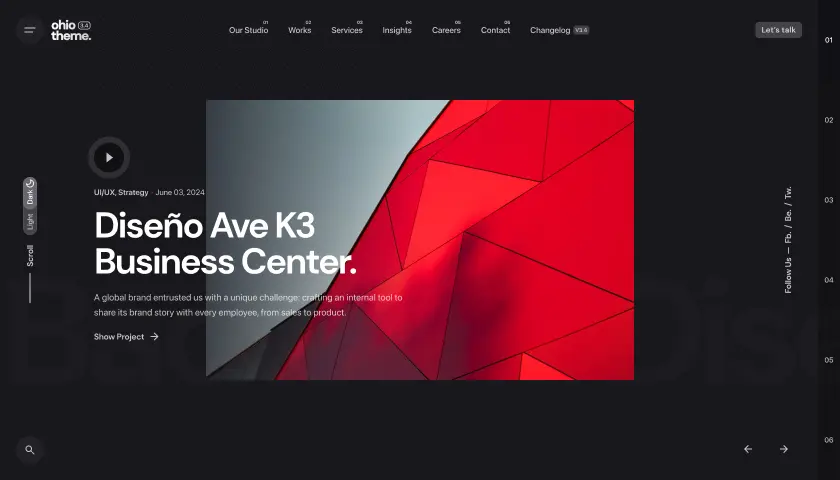 ohio 3.4
theme.
01
Our Studio
02
Works
03
Services
04
Insights
05
Careers
06
Contact
Changelog V3.6
Let's talk
01
02
03
04
05
06
Light Dark
Scroll
UI/UX, Strategy · June 03, 2024
Diseño Ave K3
Business Center.
A global brand entrusted us with a unique challenge: crafting an internal tool to
share its brand story with every employee, from sales to product.
Show Project
Follow Us — Fb. / Be. / Tw.